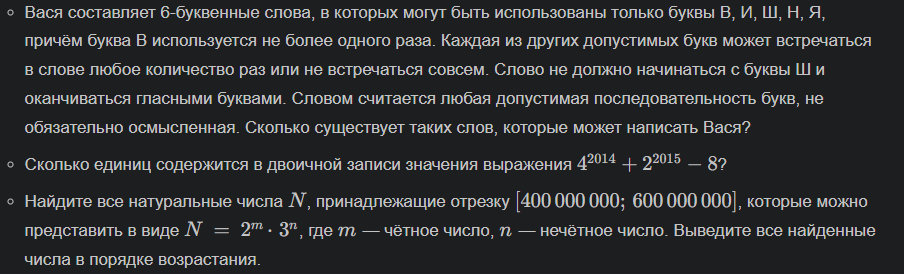 Вася составляет 6-буквенные слова, в которых могут быть использованы только буквы В, И, Ш, Н, Я,
причём буква В используется не более одного раза. Каждая из других допустимых букв может встречаться
в слове любое количество раз или не встречаться совсем. Слово не должно начинаться с буквы Ш и
оканчиваться гласными буквами. Словом считается любая допустимая последовательность букв, не
обязательно осмысленная. Сколько существует таких слов, которые может написать Вася?
Сколько единиц содержится в двоичной записи значения выражения 4^2014 + 2^2015 − 8?
Найдите все натуральные числа N, принадлежащие отрезку [400 000 000; 600 000 000], которые можно
представить в виде N = 2^m · 3^n, где m — чётное число, n — нечётное число. Выведите все найденные
числа в порядке возрастания.